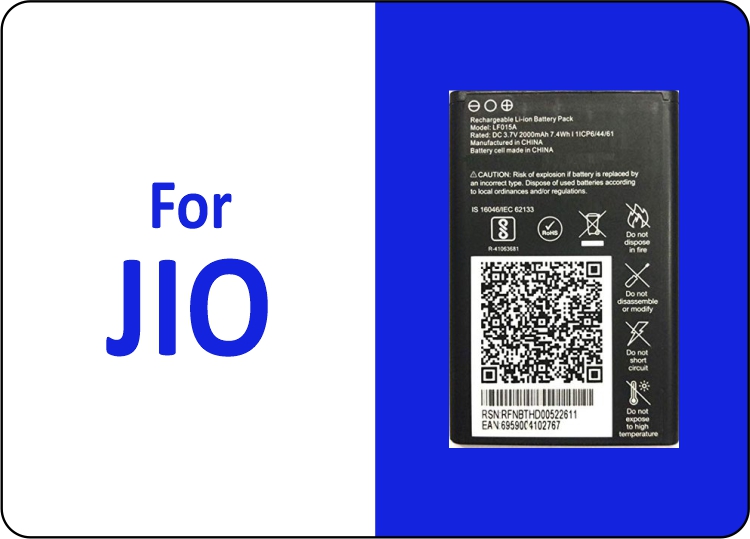 For
JIO
Rechargeable Li-ion Battery Pack
Model: LF015A
Rated: DC 3.7V 2000mAh 7.4Wh I 1ICP6/44/61
Manufactured in CHINA
Battery cell made in CHINA
CAUTION: Risk of explosion if battery is replaced by
an incorrect type. Dispose of used batteries according
to local ordinances and/or regulations.
IS 16046/IEC 62133
RoHS
R-41063681
Do not
dispose
in fire
Do not
disassemble
or modify
Do not
short
circuit
Do not
expose
to high
temperature
RSN:RFNBTHD00522611
EAN:6959004102767